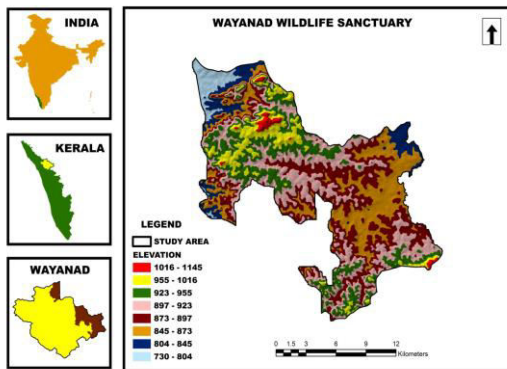 INDIA
KERALA
WAYANAD
WAYANAD WILDLIFE SANCTUARY
LEGEND
STUDY AREA
ELEVATION
1016 - 1145
955 - 1016
923 - 955
897 - 923
873 - 897
845 - 873
804 - 845
730 - 804
0 1.5 3 6 9 12
Kilometers